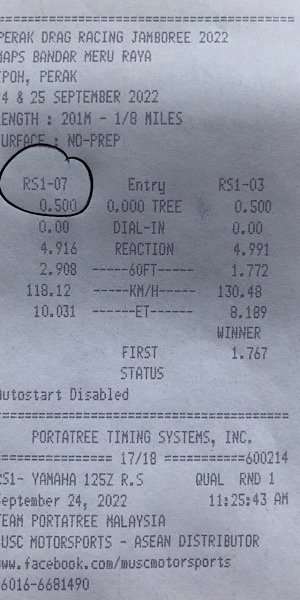 ========================================
PERAK DRAG RACING JAMBOREE 2022
MAPS BANDAR MERU RAYA
IPOH, PERAK
24 & 25 SEPTEMBER 2022
LENGTH : 201M - 1/8 MILES
SURFACE : NO-PREP
RS1-07 Entry RS1-03
0.500 0.000 TREE 0.500
0.00 DIAL-IN 0.00
4.916 REACTION 4.991
2.908 -----60FT----- 1.772
118.12 -----KM/H----- 130.48
10.031 ------ET------ 8.189
WINNER
FIRST 1.767
STATUS
Autostart Disabled
========================================
PORTATREE TIMING SYSTEMS, INC.
================ 17/18 ===========600214
RS1- YAMAHA 125Z R.S QUAL RND 1
September 24, 2022 11:25:43 AM
TEAM PORTATREE MALAYSIA
MUSC MOTORSPORTS - ASEAN DISTRIBUTOR
www.facebook.com/muscmotorsports
+6016-6681490